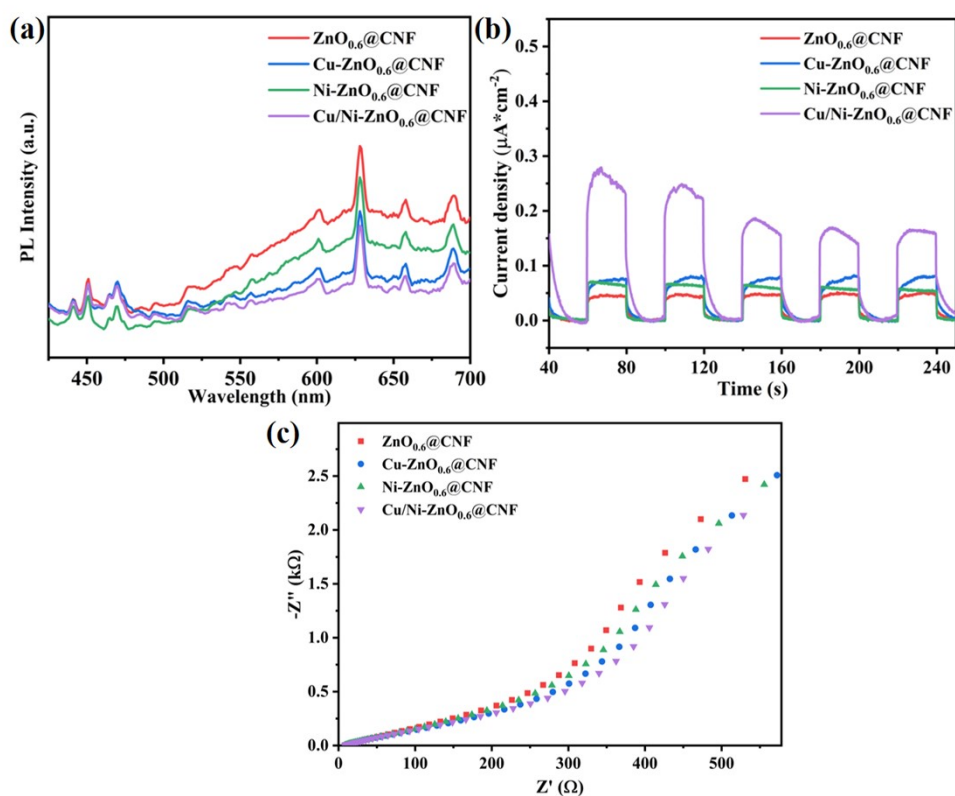 (a)
ZnO₀.₆@CNF
Cu-ZnO₀.₆@CNF
Ni-ZnO₀.₆@CNF
Cu/Ni-ZnO₀.₆@CNF
PL Intensity (a.u.)
450 500 550 600 650 700
Wavelength (nm)
(b)
ZnO₀.₆@CNF
Cu-ZnO₀.₆@CNF
Ni-ZnO₀.₆@CNF
Cu/Ni-ZnO₀.₆@CNF
Current density (μA*cm⁻²)
0.5
0.4
0.3
0.2
0.1
0.0
40 80 120 160 200 240
Time (s)
(c)
ZnO₀.₆@CNF
Cu-ZnO₀.₆@CNF
Ni-ZnO₀.₆@CNF
Cu/Ni-ZnO₀.₆@CNF
-Z'' (kΩ)
2.5
2.0
1.5
1.0
0.5
0.0
0 100 200 300 400 500
Z' (Ω)